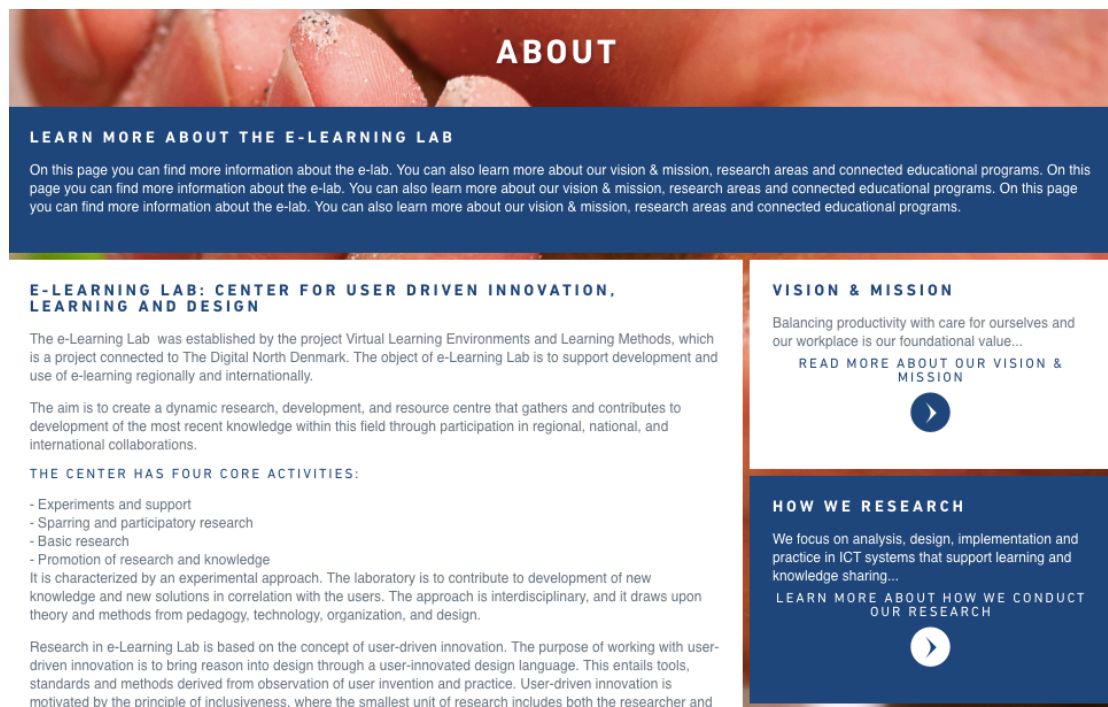 ABOUT
LEARN MORE ABOUT THE E-LEARNING LAB
On this page you can find more information about the e-lab. You can also learn more about our vision & mission, research areas and connected educational programs. On this
page you can find more information about the e-lab. You can also learn more about our vision & mission, research areas and connected educational programs. On this page
you can find more information about the e-lab. You can also learn more about our vision & mission, research areas and connected educational programs.
E-LEARNING LAB: CENTER FOR USER DRIVEN INNOVATION,
LEARNING AND DESIGN
The e-Learning Lab  was established by the project Virtual Learning Environments and Learning Methods, which
is a project connected to The Digital North Denmark. The object of e-Learning Lab is to support development and
use of e-learning regionally and internationally.
The aim is to create a dynamic research, development, and resource centre that gathers and contributes to
development of the most recent knowledge within this field through participation in regional, national, and
international collaborations.
THE CENTER HAS FOUR CORE ACTIVITIES:
- Experiments and support
- Sparring and participatory research
- Basic research
- Promotion of research and knowledge
It is characterized by an experimental approach. The laboratory is to contribute to development of new
knowledge and new solutions in correlation with the users. The approach is interdisciplinary, and it draws upon
theory and methods from pedagogy, technology, organization, and design.
Research in e-Learning Lab is based on the concept of user-driven innovation. The purpose of working with user-
driven innovation is to bring reason into design through a user-innovated design language. This entails tools,
standards and methods derived from observation of user invention and practice. User-driven innovation is
motivated by the principle of inclusiveness, where the smallest unit of research includes both the researcher and
VISION & MISSION
Balancing productivity with care for ourselves and
our workplace is our foundational value...
READ MORE ABOUT OUR VISION &
MISSION
HOW WE RESEARCH
We focus on analysis, design, implementation and
practice in ICT systems that support learning and
knowledge sharing...
LEARN MORE ABOUT HOW WE CONDUCT
OUR RESEARCH